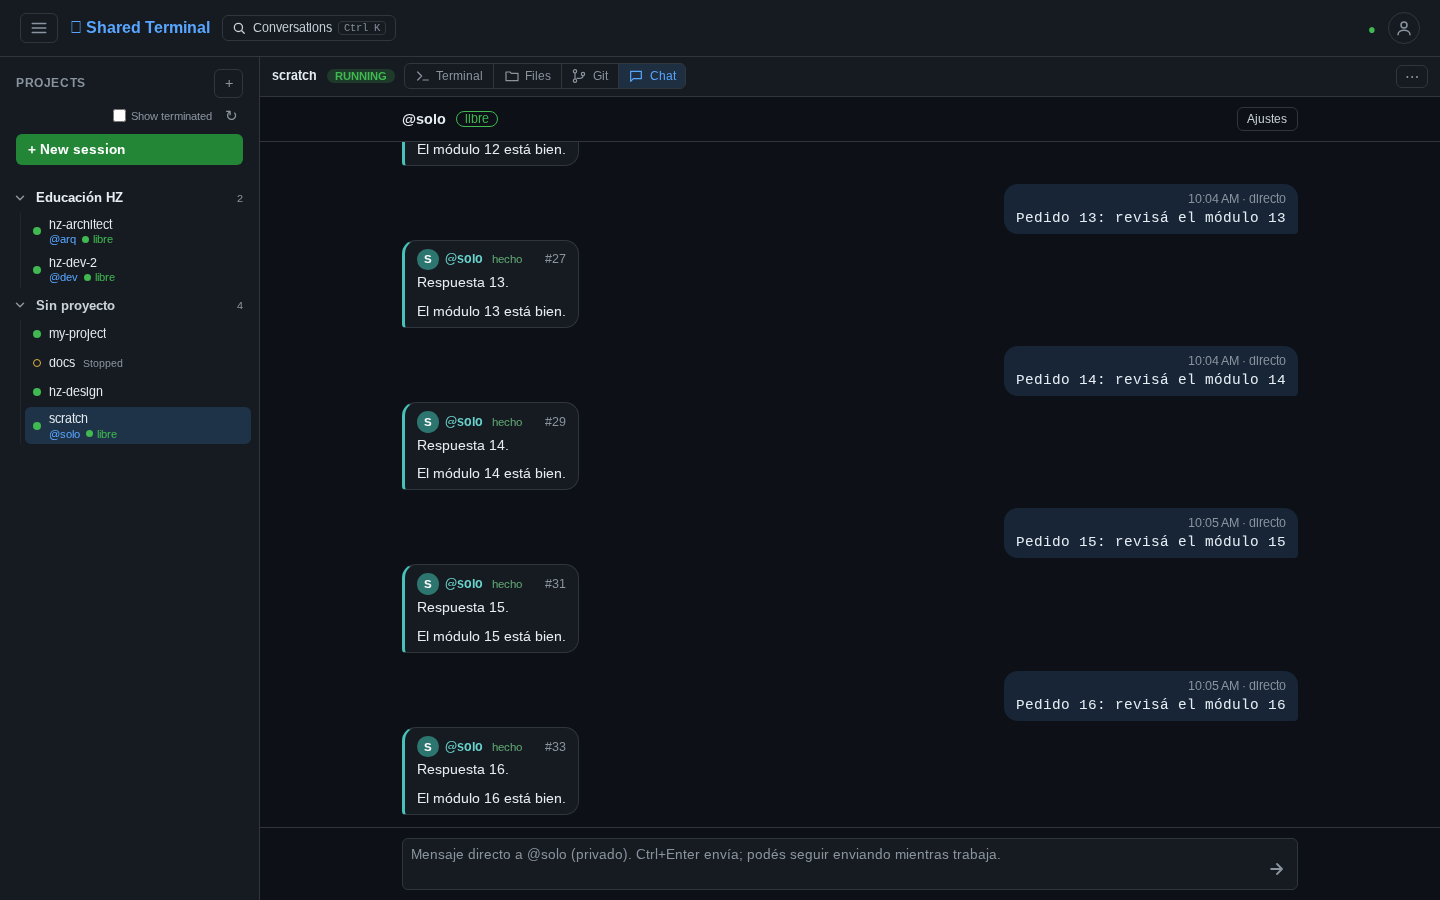 Shared Terminal
Conversations Ctrl K
PROJECTS
+
Show terminated ↻
+ New session
Educación HZ 2
hz-architect
@arq libre
hz-dev-2
@dev libre
Sin proyecto 4
my-project
docs Stopped
hz-design
scratch
@solo libre
scratch RUNNING Terminal Files Git Chat ...
@solo libre Ajustes
El módulo 12 está bien.
10:04 AM · directo
Pedido 13: revisá el módulo 13
S @solo hecho #27
Respuesta 13.
El módulo 13 está bien.
10:04 AM · directo
Pedido 14: revisá el módulo 14
S @solo hecho #29
Respuesta 14.
El módulo 14 está bien.
10:05 AM · directo
Pedido 15: revisá el módulo 15
S @solo hecho #31
Respuesta 15.
El módulo 15 está bien.
10:05 AM · directo
Pedido 16: revisá el módulo 16
S @solo hecho #33
Respuesta 16.
El módulo 16 está bien.
Mensaje directo a @solo (privado). Ctrl+Enter envía; podés seguir enviando mientras trabaja.